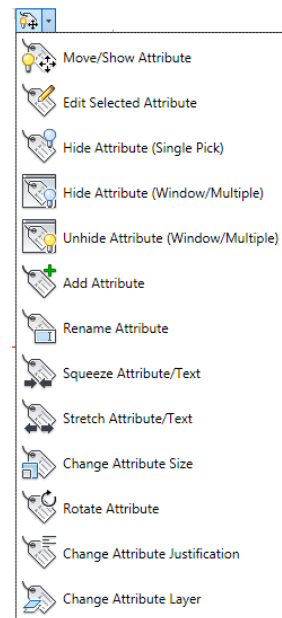 Move/Show Attribute
Edit Selected Attribute
Hide Attribute (Single Pick)
Hide Attribute (Window/Multiple)
Unhide Attribute (Window/Multiple)
Add Attribute
Rename Attribute
Squeeze Attribute/Text
Stretch Attribute/Text
Change Attribute Size
Rotate Attribute
Change Attribute Justification
Change Attribute Layer